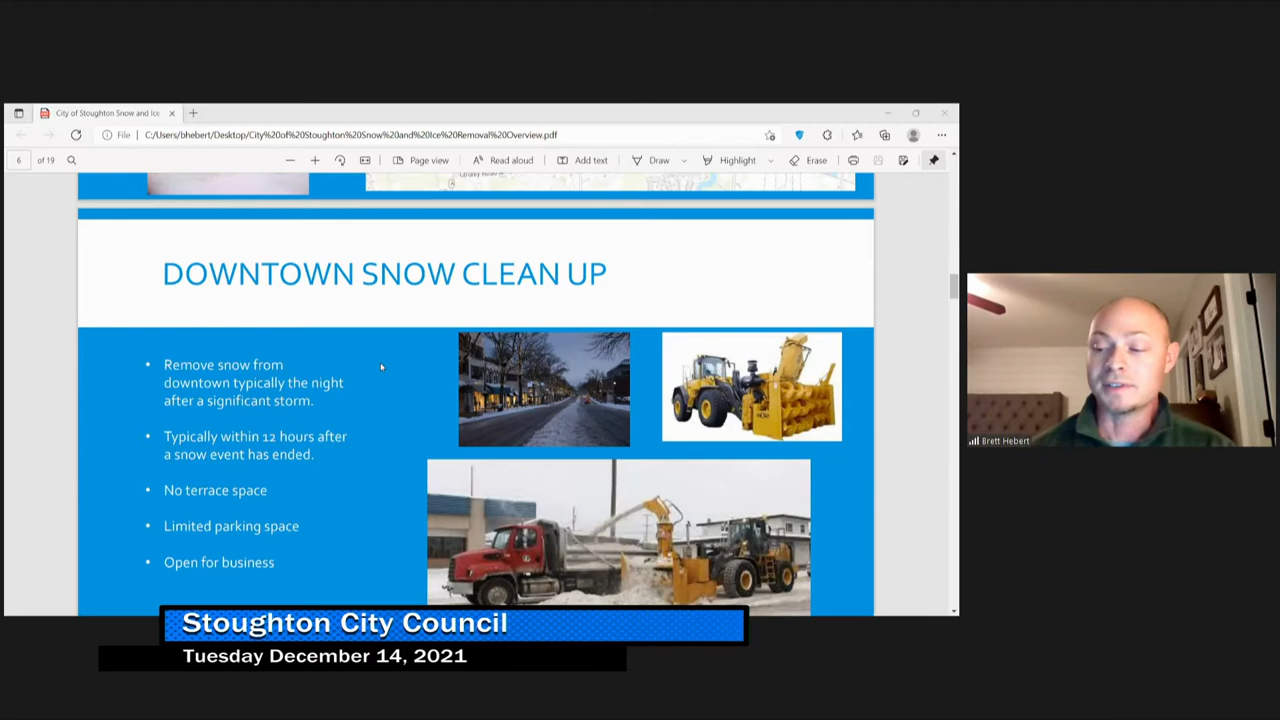 City of Stoughton Snow and Ice
File
C:/Users/bhebert/Desktop/City%20of%20Stoughton%20Snow%20and%20Ice%20Removal%20Overview.pdf
6 of 19
Page view
Read aloud
Add text
Draw
Highlight
Erase
DOWNTOWN SNOW CLEAN UP
• Remove snow from
downtown typically the night
after a significant storm.
• Typically within 12 hours after
a snow event has ended.
• No terrace space
• Limited parking space
• Open for business
Brett Hebert
Stoughton City Council
Tuesday December 14, 2021